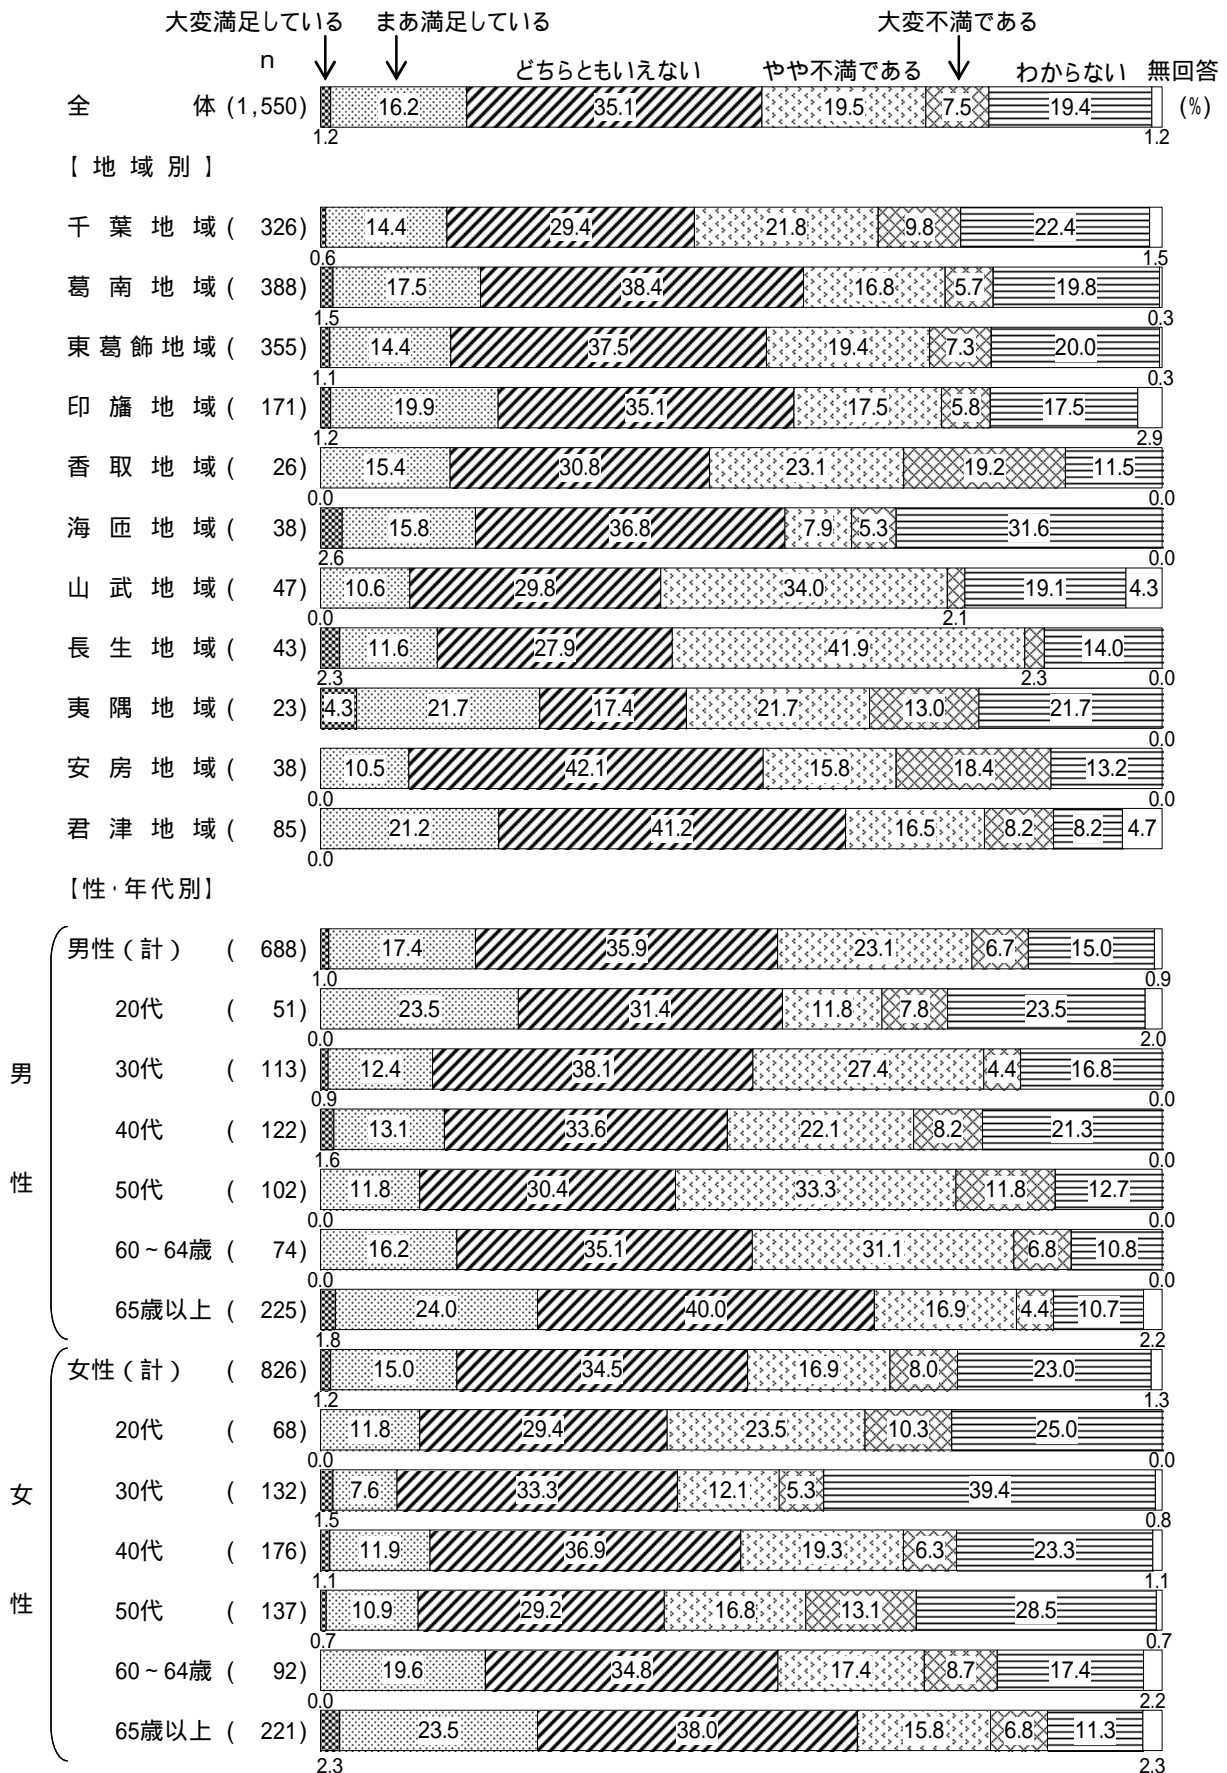 大変満足している まあ満足している 大変不満である
n どちらともいえない やや不満である わからない 無回答
全 体 (1,550) 16.2 35.1 19.5 7.5 19.4 (%)
1.2 1.2
【 地 域 別 】
千 葉 地 域 ( 326) 14.4 29.4 21.8 9.8 22.4
0.6 1.5
葛 南 地 域 ( 388) 17.5 38.4 16.8 5.7 19.8
1.5 0.3
東 葛 飾 地 域 ( 355) 14.4 37.5 19.4 7.3 20.0
1.1 0.3
印 旛 地 域 ( 171) 19.9 35.1 17.5 5.8 17.5
1.2 2.9
香 取 地 域 ( 26) 15.4 30.8 23.1 19.2 11.5
0.0 0.0
海 匝 地 域 ( 38) 15.8 36.8 7.9 5.3 31.6
2.6 0.0
山 武 地 域 ( 47) 10.6 29.8 34.0 19.1 4.3
0.0 2.1
長 生 地 域 ( 43) 11.6 27.9 41.9 14.0
2.3 2.3 0.0
夷 隅 地 域 ( 23) 4.3 21.7 17.4 21.7 13.0 21.7
0.0
安 房 地 域 ( 38) 10.5 42.1 15.8 18.4 13.2
0.0 0.0
君 津 地 域 ( 85) 21.2 41.2 16.5 8.2 8.2 4.7
0.0
【性・年代別】
男性（計） ( 688) 17.4 35.9 23.1 6.7 15.0
1.0 0.9
20代 ( 51) 23.5 31.4 11.8 7.8 23.5
0.0 2.0
男 30代 ( 113) 12.4 38.1 27.4 4.4 16.8
0.9 0.0
40代 ( 122) 13.1 33.6 22.1 8.2 21.3
1.6 0.0
性 50代 ( 102) 11.8 30.4 33.3 11.8 12.7
0.0 0.0
60～64歳 ( 74) 16.2 35.1 31.1 6.8 10.8
0.0 0.0
65歳以上 ( 225) 24.0 40.0 16.9 4.4 10.7
1.8 2.2
女性（計） ( 826) 15.0 34.5 16.9 8.0 23.0
1.2 1.3
20代 ( 68) 11.8 29.4 23.5 10.3 25.0
0.0 0.0
女 30代 ( 132) 7.6 33.3 12.1 5.3 39.4
1.5 0.8
40代 ( 176) 11.9 36.9 19.3 6.3 23.3
1.1 1.1
性 50代 ( 137) 10.9 29.2 16.8 13.1 28.5
0.7 0.7
60～64歳 ( 92) 19.6 34.8 17.4 8.7 17.4
0.0 2.2
65歳以上 ( 221) 23.5 38.0 15.8 6.8 11.3
2.3 2.3